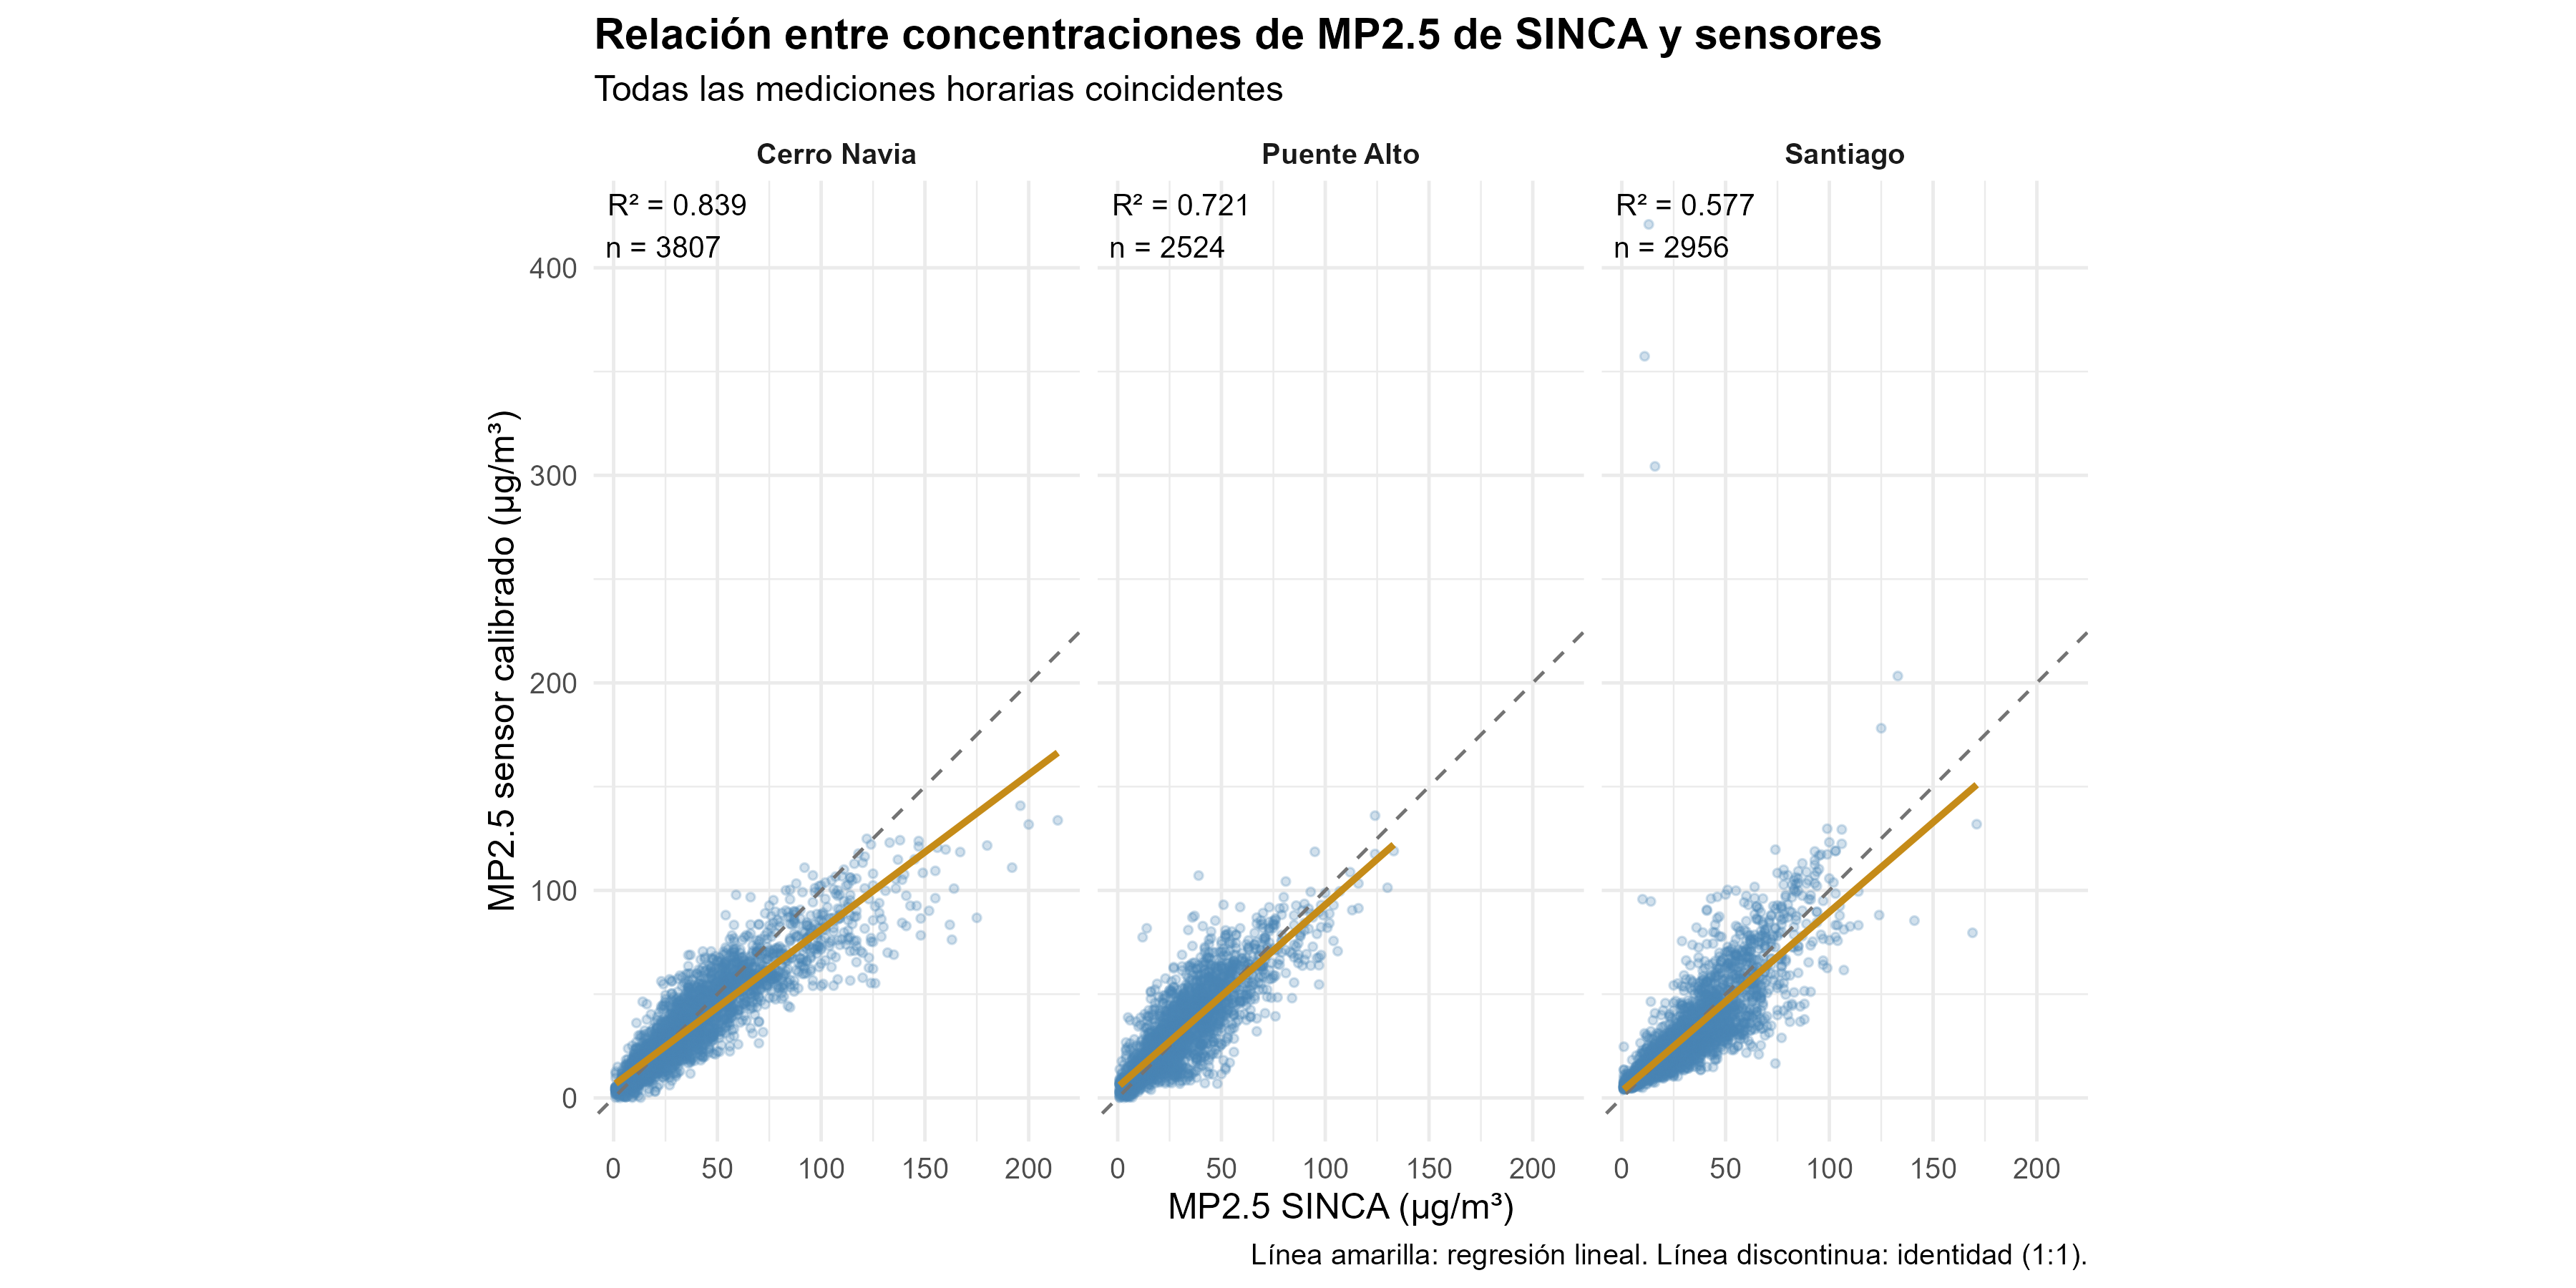 Relación entre concentraciones de MP2.5 de SINCA y sensores
Todas las mediciones horarias coincidentes
Cerro Navia
Puente Alto
Santiago
R² = 0.839
n = 3807
R² = 0.721
n = 2524
R² = 0.577
n = 2956
MP2.5 sensor calibrado (µg/m³)
400
300
200
100
0
0 50 100 150 200
0 50 100 150 200
0 50 100 150 200
MP2.5 SINCA (µg/m³)
Línea amarilla: regresión lineal. Línea discontinua: identidad (1:1).